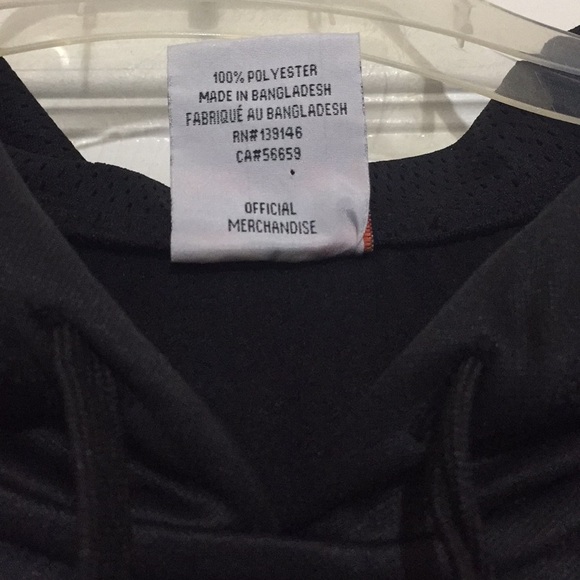 100% POLYESTER
MADE IN BANGLADESH
FABRIQUÉ AU BANGLADESH
RN#139146
CA#56659
OFFICIAL
MERCHANDISE